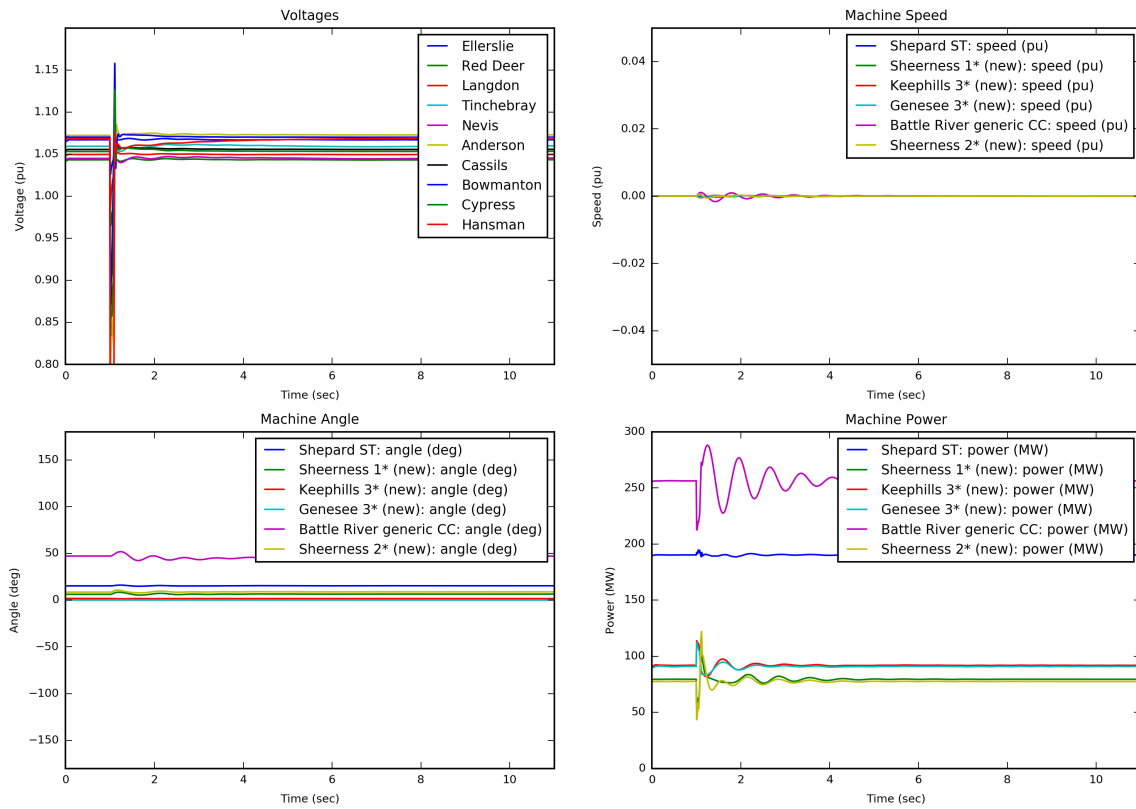 Voltages
1.15
1.10
1.05
1.00
0.95
0.90
0.85
0.80
Voltage (pu)
Ellerslie
Red Deer
Langdon
Tinchebray
Nevis
Anderson
Cassils
Bowmanton
Cypress
Hansman
0 2 4 6 8 10
Time (sec)
Machine Speed
0.04
0.02
0.00
−0.02
−0.04
Speed (pu)
Shepard ST: speed (pu)
Sheerness 1* (new): speed (pu)
Keephills 3* (new): speed (pu)
Genesee 3* (new): speed (pu)
Battle River generic CC: speed (pu)
Sheerness 2* (new): speed (pu)
0 2 4 6 8 10
Time (sec)
Machine Angle
150
100
50
0
−50
−100
−150
Angle (deg)
Shepard ST: angle (deg)
Sheerness 1* (new): angle (deg)
Keephills 3* (new): angle (deg)
Genesee 3* (new): angle (deg)
Battle River generic CC: angle (deg)
Sheerness 2* (new): angle (deg)
0 2 4 6 8 10
Time (sec)
Machine Power
300
250
200
150
100
50
0
Power (MW)
Shepard ST: power (MW)
Sheerness 1* (new): power (MW)
Keephills 3* (new): power (MW)
Genesee 3* (new): power (MW)
Battle River generic CC: power (MW)
Sheerness 2* (new): power (MW)
0 2 4 6 8 10
Time (sec)